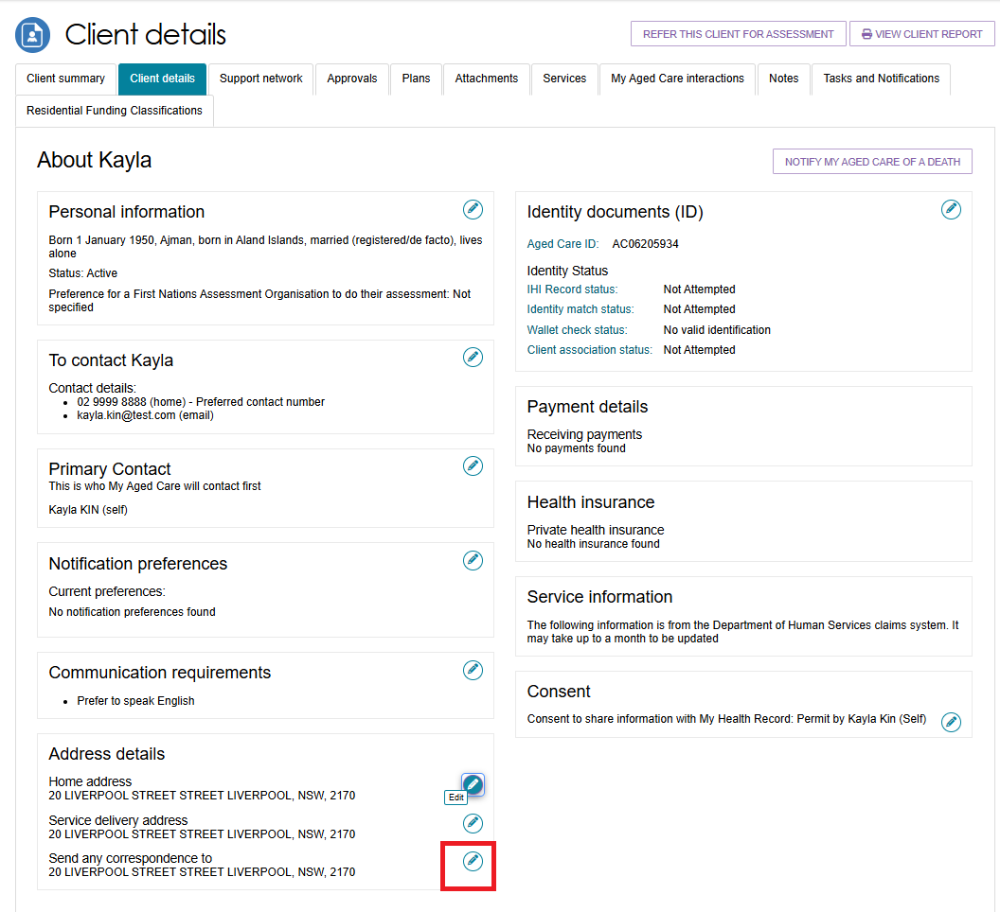 Client details
REFER THIS CLIENT FOR ASSESSMENT
VIEW CLIENT REPORT
Client summary
Client details
Support network
Approvals
Plans
Attachments
Services
My Aged Care interactions
Notes
Tasks and Notifications
Residential Funding Classifications
About Kayla
NOTIFY MY AGED CARE OF A DEATH
Personal information
Born 1 January 1950, Ajman, born in Aland Islands, married (registered/de facto), lives
alone
Status: Active
Preference for a First Nations Assessment Organisation to do their assessment: Not
specified
To contact Kayla
Contact details:
02 9999 8888 (home) - Preferred contact number
kayla.kin@test.com (email)
Primary Contact
This is who My Aged Care will contact first
Kayla KIN (self)
Notification preferences
Current preferences:
No notification preferences found
Communication requirements
Prefer to speak English
Address details
Home address
20 LIVERPOOL STREET STREET LIVERPOOL, NSW, 2170
Edit
Service delivery address
20 LIVERPOOL STREET STREET LIVERPOOL, NSW, 2170
Send any correspondence to
20 LIVERPOOL STREET STREET LIVERPOOL, NSW, 2170
Identity documents (ID)
Aged Care ID: AC06205934
Identity Status
IHI Record status: Not Attempted
Identity match status: Not Attempted
Wallet check status: No valid identification
Client association status: Not Attempted
Payment details
Receiving payments
No payments found
Health insurance
Private health insurance
No health insurance found
Service information
The following information is from the Department of Human Services claims system. It
may take up to a month to be updated
Consent
Consent to share information with My Health Record: Permit by Kayla Kin (Self)